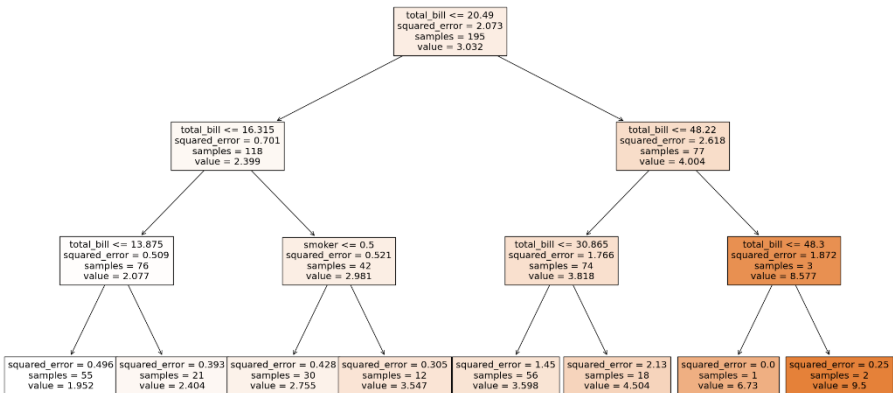 total_bill <= 20.49
squared_error = 2.073
samples = 195
value = 3.032
total_bill <= 16.315
squared_error = 0.701
samples = 118
value = 2.399
total_bill <= 48.22
squared_error = 2.618
samples = 77
value = 4.004
total_bill <= 13.875
squared_error = 0.509
samples = 76
value = 2.077
smoker <= 0.5
squared_error = 0.521
samples = 42
value = 2.981
total_bill <= 30.865
squared_error = 1.766
samples = 74
value = 3.818
total_bill <= 48.3
squared_error = 1.872
samples = 3
value = 8.577
squared_error = 0.496
samples = 55
value = 1.952
squared_error = 0.393
samples = 21
value = 2.404
squared_error = 0.428
samples = 30
value = 2.755
squared_error = 0.305
samples = 12
value = 3.547
squared_error = 1.45
samples = 56
value = 3.598
squared_error = 2.13
samples = 18
value = 4.504
squared_error = 0.0
samples = 1
value = 6.73
squared_error = 0.25
samples = 2
value = 9.5